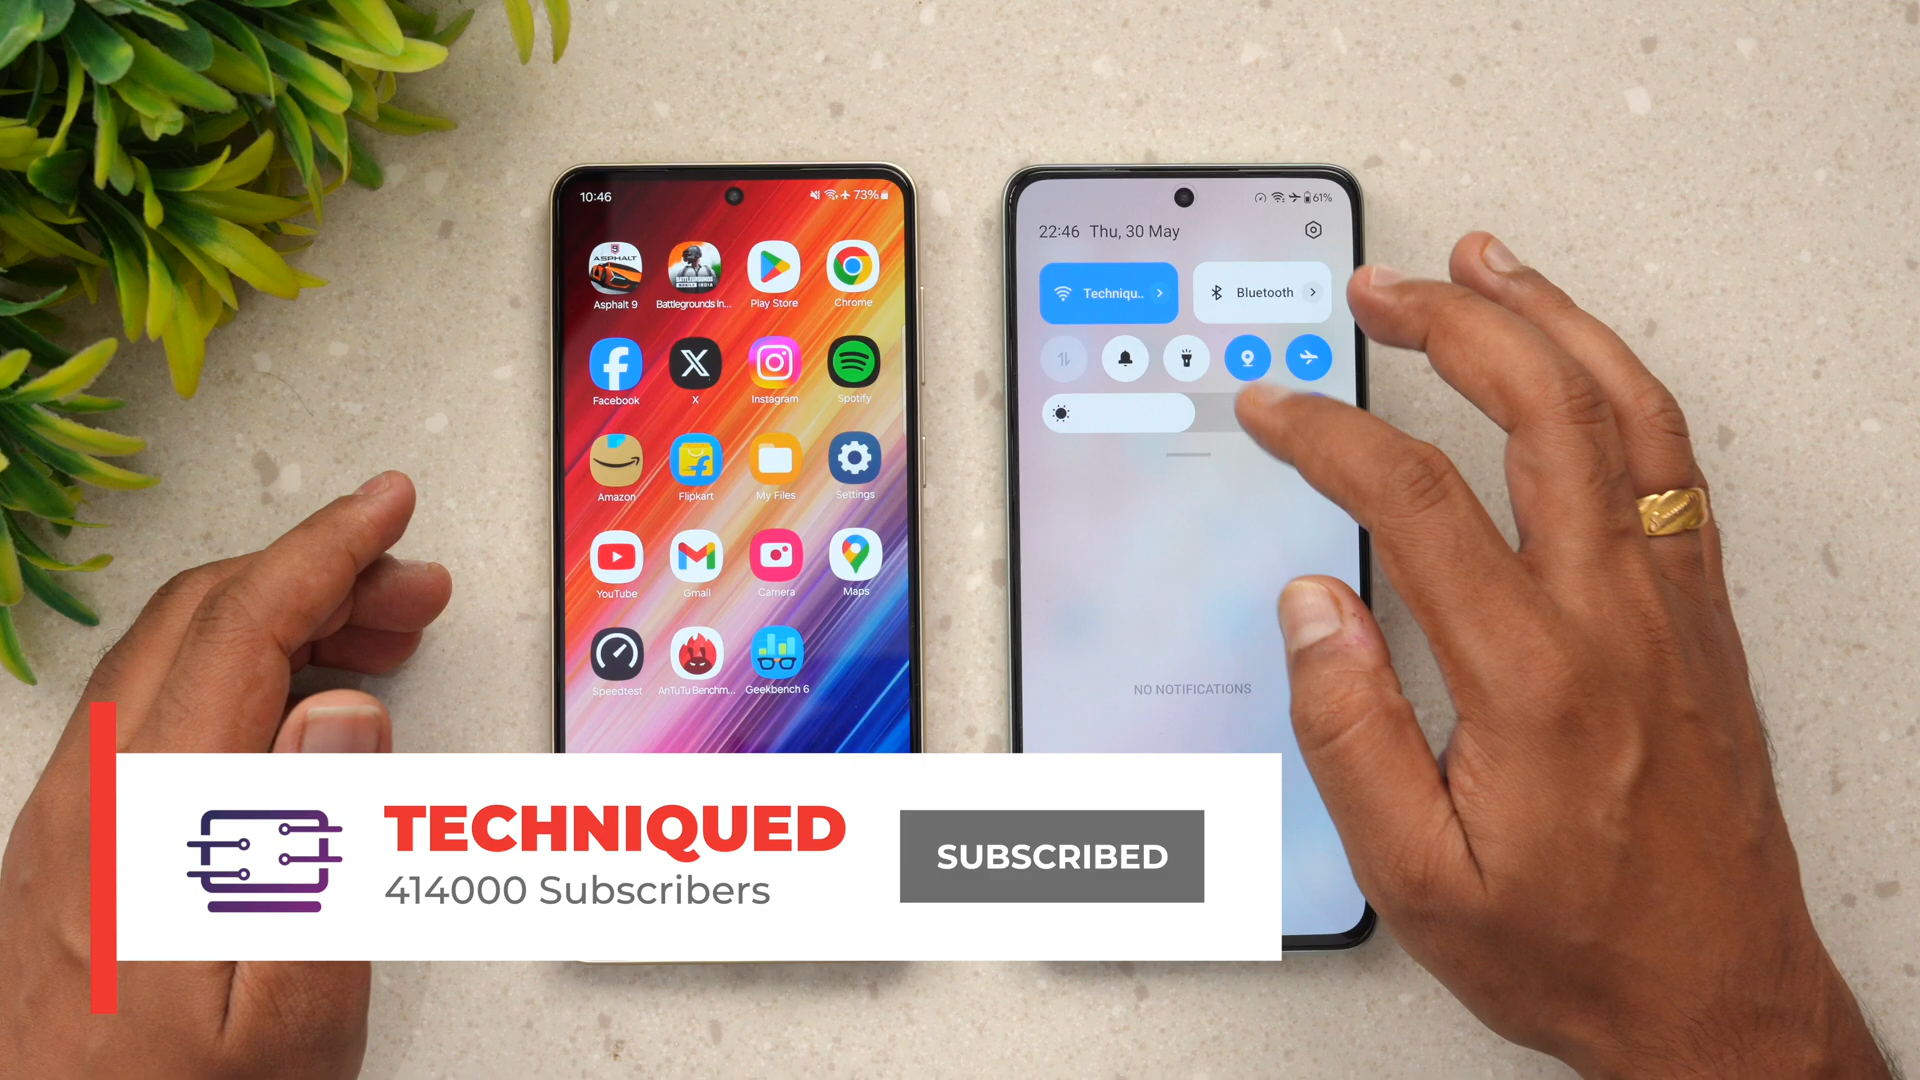 10:46
73%
ASPHALT
Asphalt 9
Battlegrounds In...
Play Store
Chrome
Facebook
X
Instagram
Spotify
Amazon
Flipkart
My Files
Settings
YouTube
Gmail
Camera
Maps
Speedtest
AnTuTu Benchm...
Geekbench 6
61%
22:46 Thu, 30 May
Techniqu..
Bluetooth
NO NOTIFICATIONS
TECHNIQUED
414000 Subscribers
SUBSCRIBED